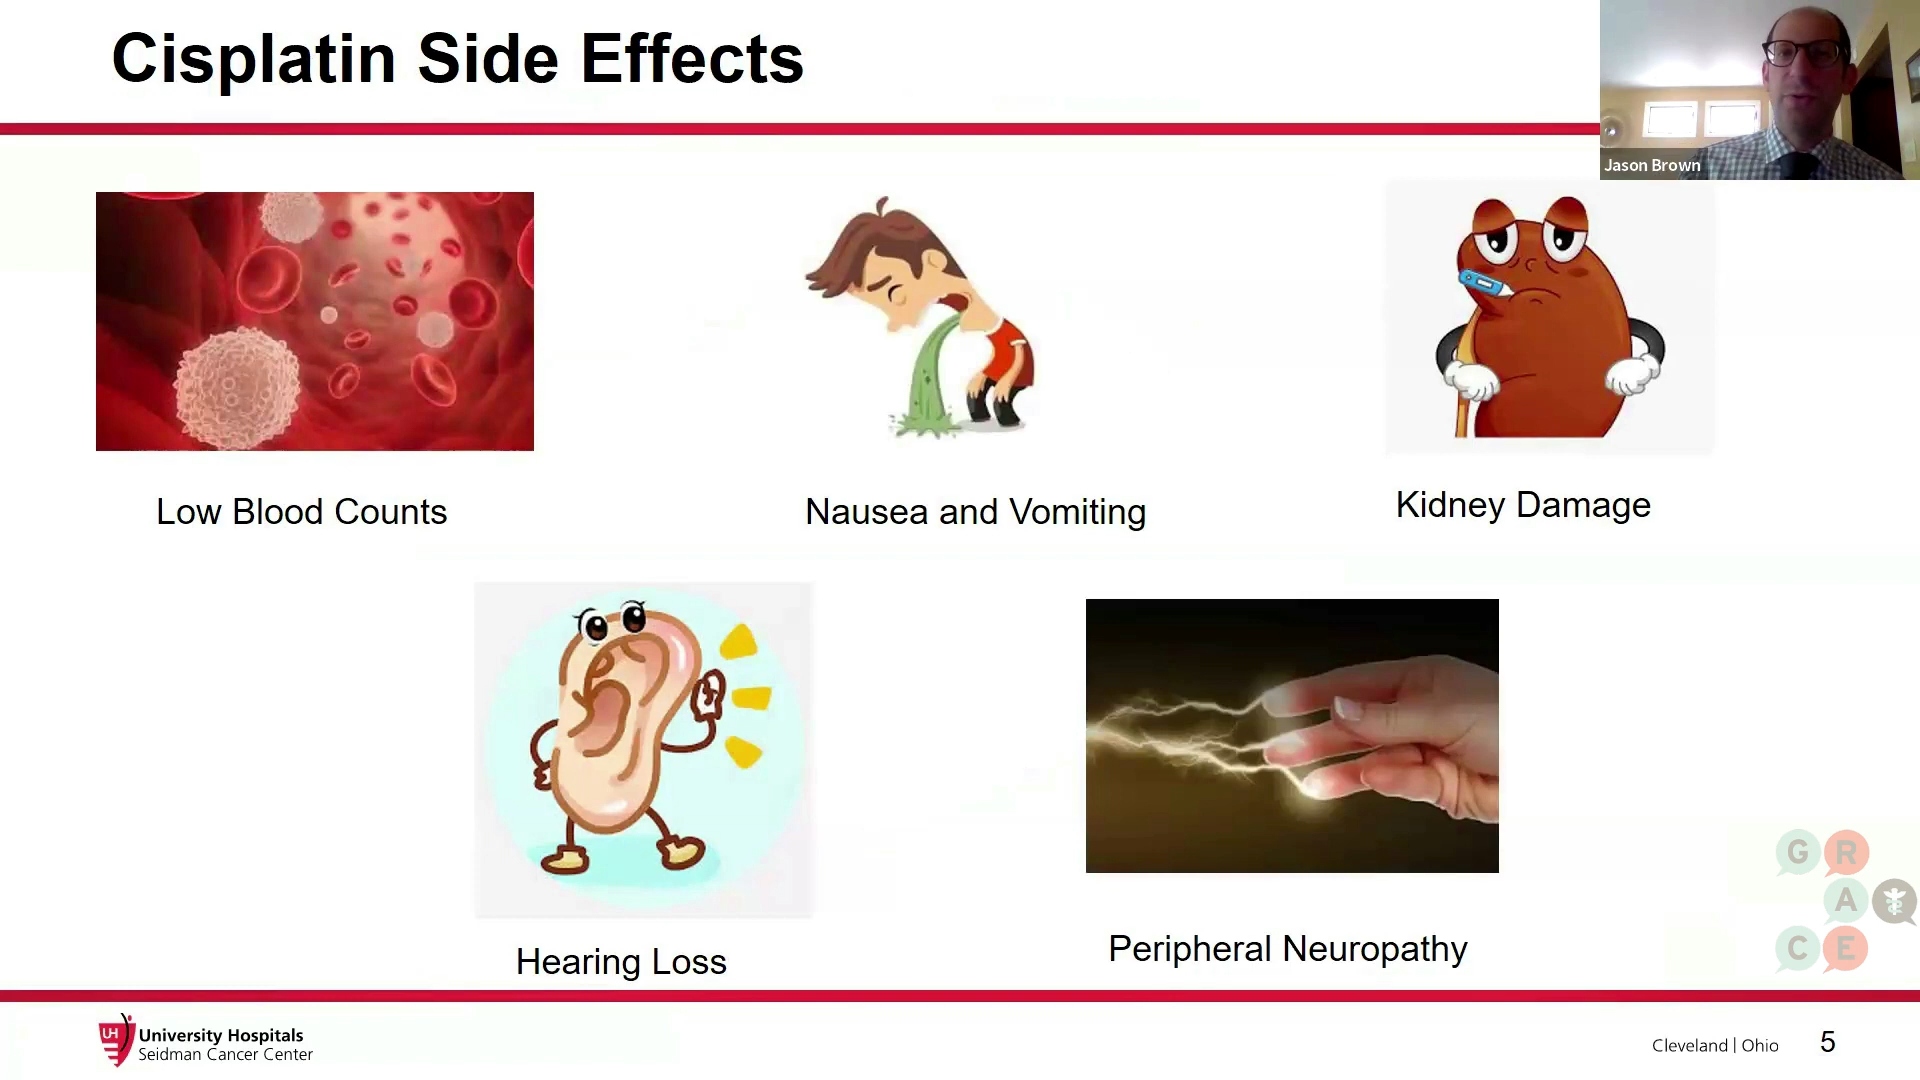 Cisplatin Side Effects
Jason Brown
Low Blood Counts
Nausea and Vomiting
Kidney Damage
Hearing Loss
Peripheral Neuropathy
G R
A
C E
UH University Hospitals
Seidman Cancer Center
Cleveland | Ohio
5